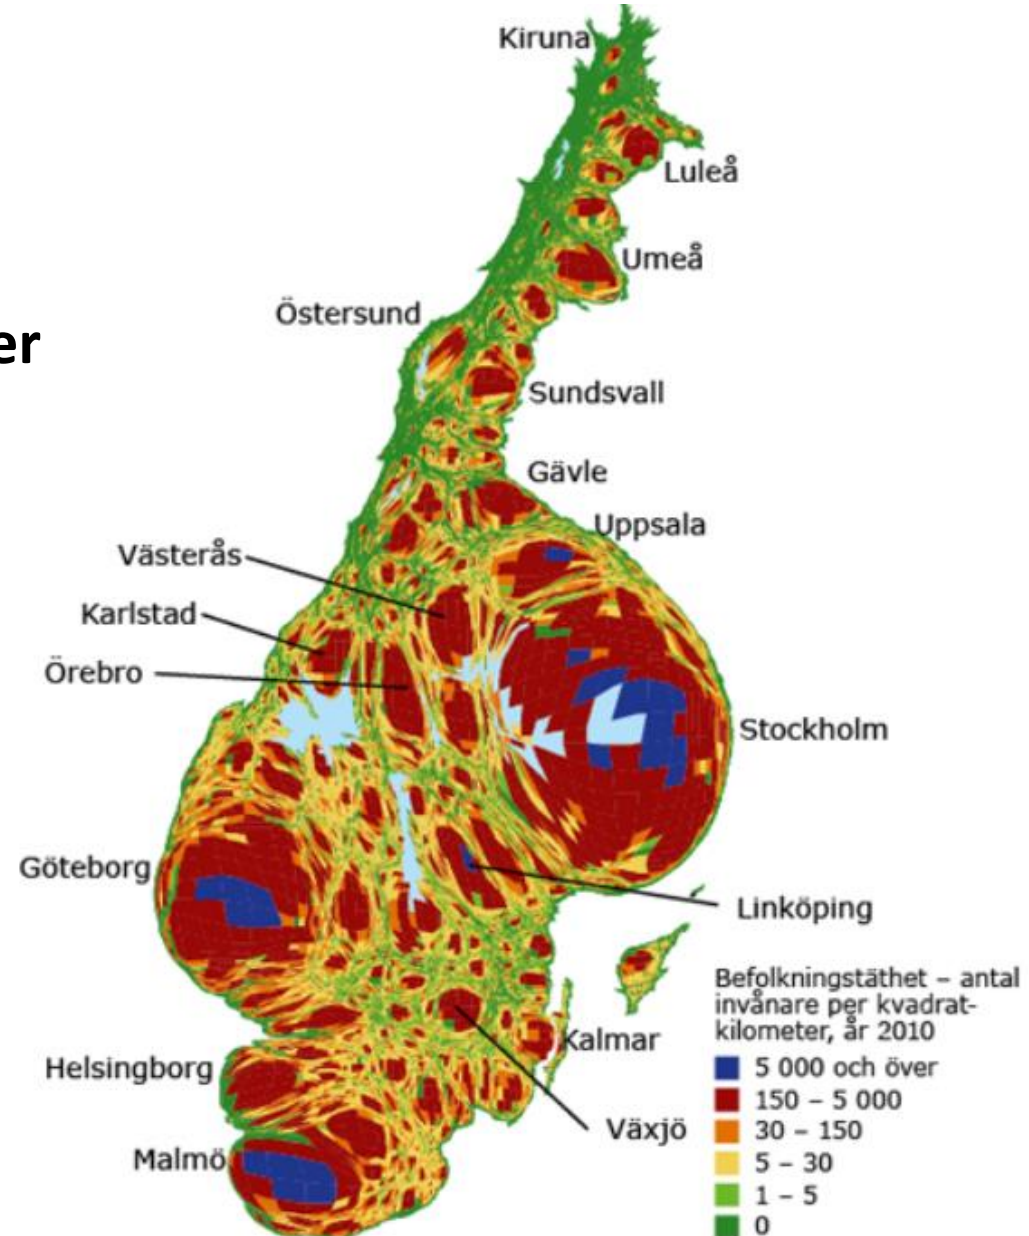 Kiruna
Luleå
Umeå
Östersund
er
Sundsvall
Gävle
Uppsala
Västerås
Karlstad
Örebro
Stockholm
Göteborg
Linköping
Befolkningstäthet – antal
invånare per kvadrat-
kilometer, år 2010
Kalmar
Helsingborg
5 000 och över
150 – 5 000
Växjö
30 – 150
Malmö
5 – 30
1 – 5
0